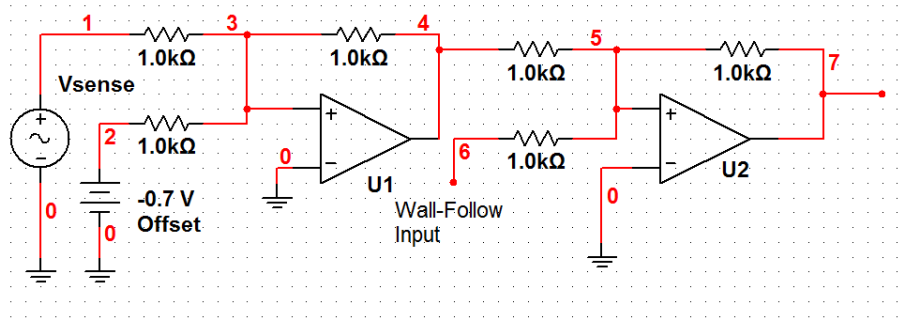 1
3
4
5
7
1.0kΩ
1.0kΩ
1.0kΩ
1.0kΩ
Vsense
+
−
2
1.0kΩ
0
+
−
U1
6
1.0kΩ
+
−
U2
0
-0.7 V
Offset
0
0
Wall-Follow
Input